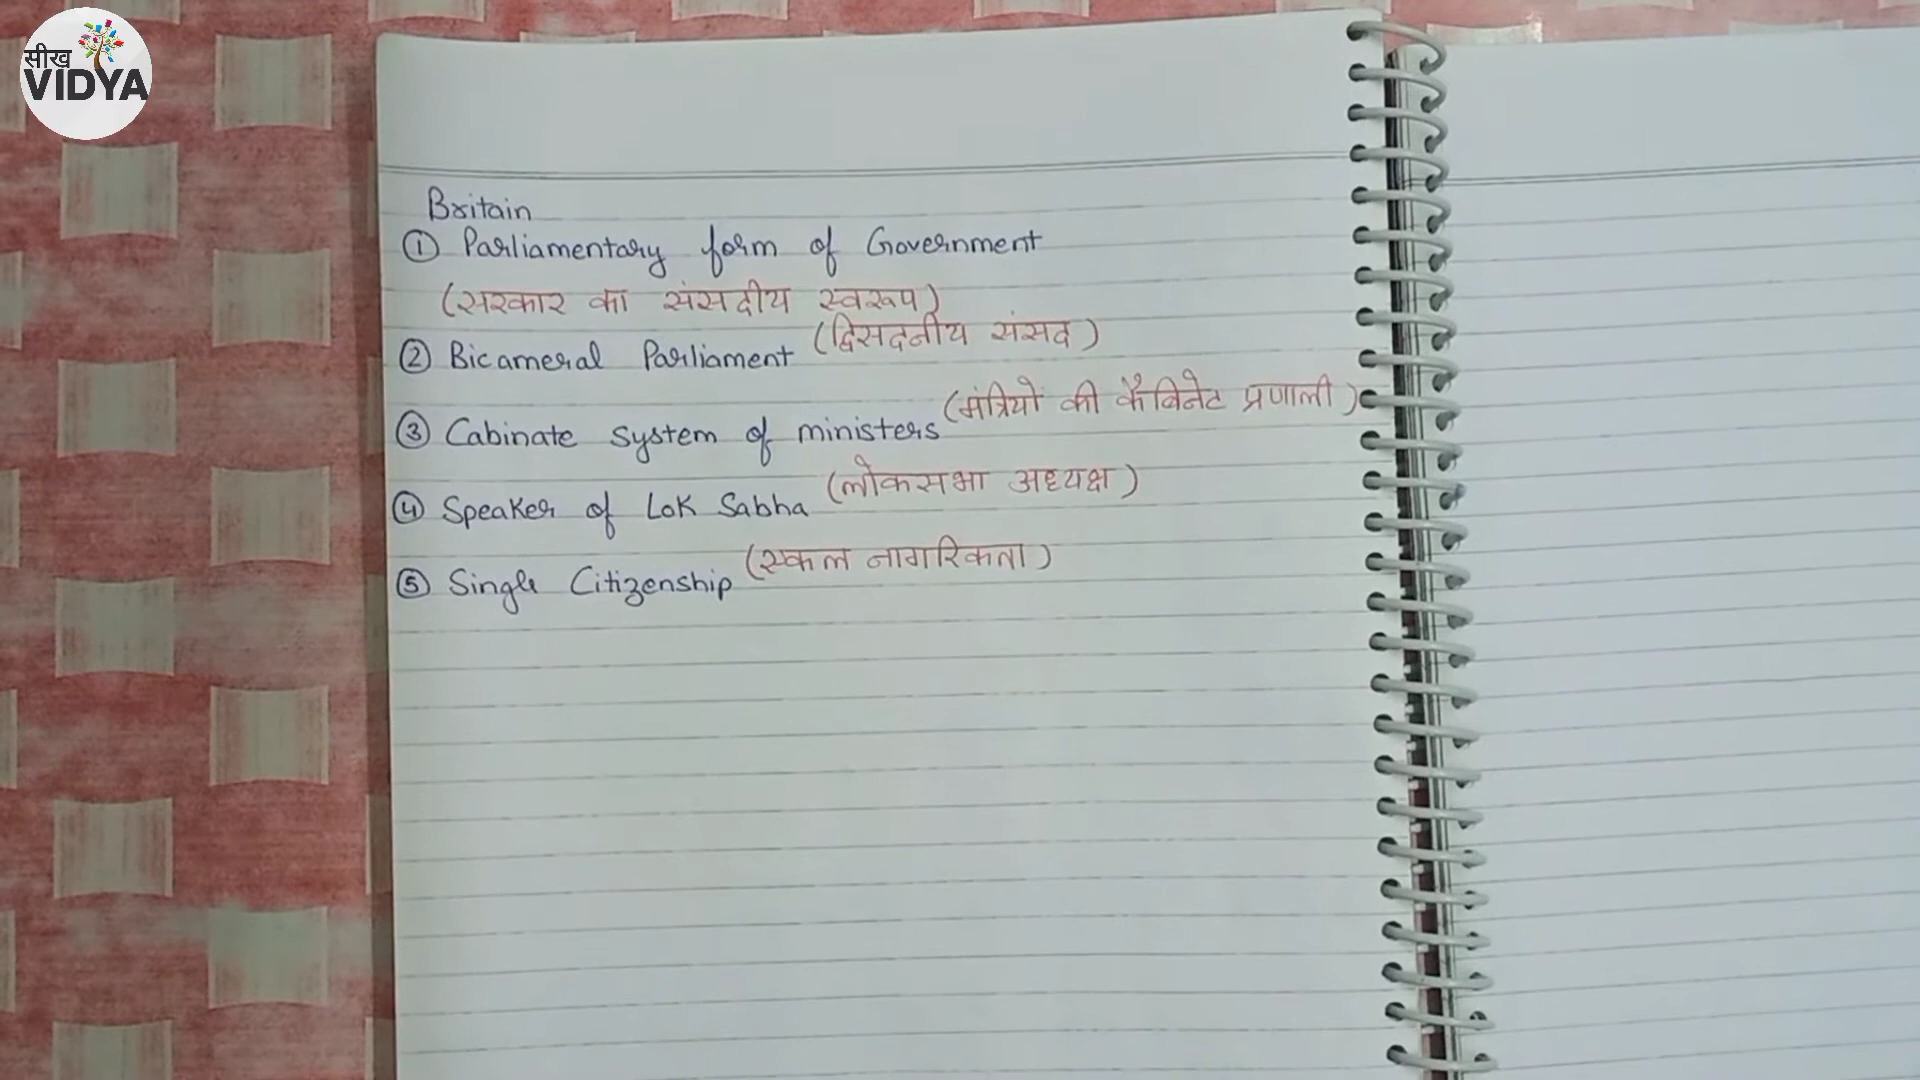 सीख
VIDYA
Britain
① Parliamentary form of Government
(सरकार का संसदीय स्वरूप)
② Bicameral Parliament (द्विसदनीय संसद)
③ Cabinate system of ministers (मंत्रियों की कैबिनेट प्रणाली)
④ Speaker of Lok Sabha (लोकसभा अध्यक्ष)
⑤ Single Citizenship (एकल नागरिकता)